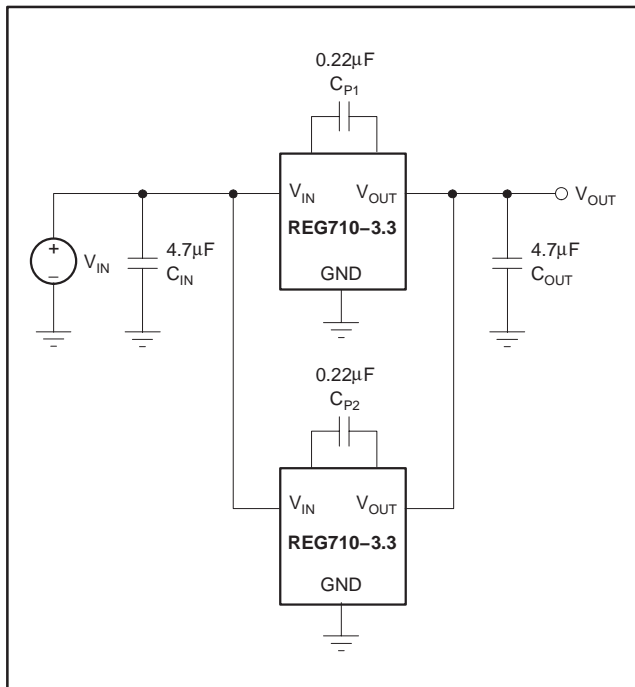 0.22µF
C_P1
V_IN
V_OUT
REG710–3.3
GND
V_OUT
+
–
V_IN
4.7µF
C_IN
4.7µF
C_OUT
0.22µF
C_P2
V_IN
V_OUT
REG710–3.3
GND